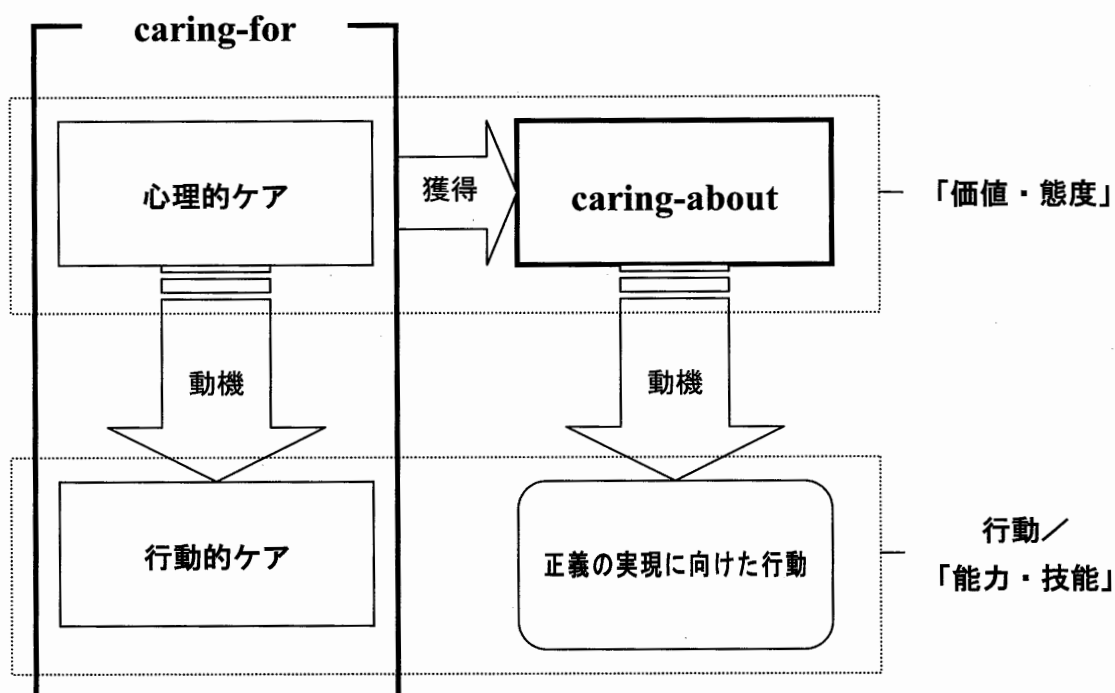 caring-for
心理的ケア
獲得
caring-about
「価値・態度」
動機
動機
行動的ケア
正義の実現に向けた行動
行動／
「能力・技能」